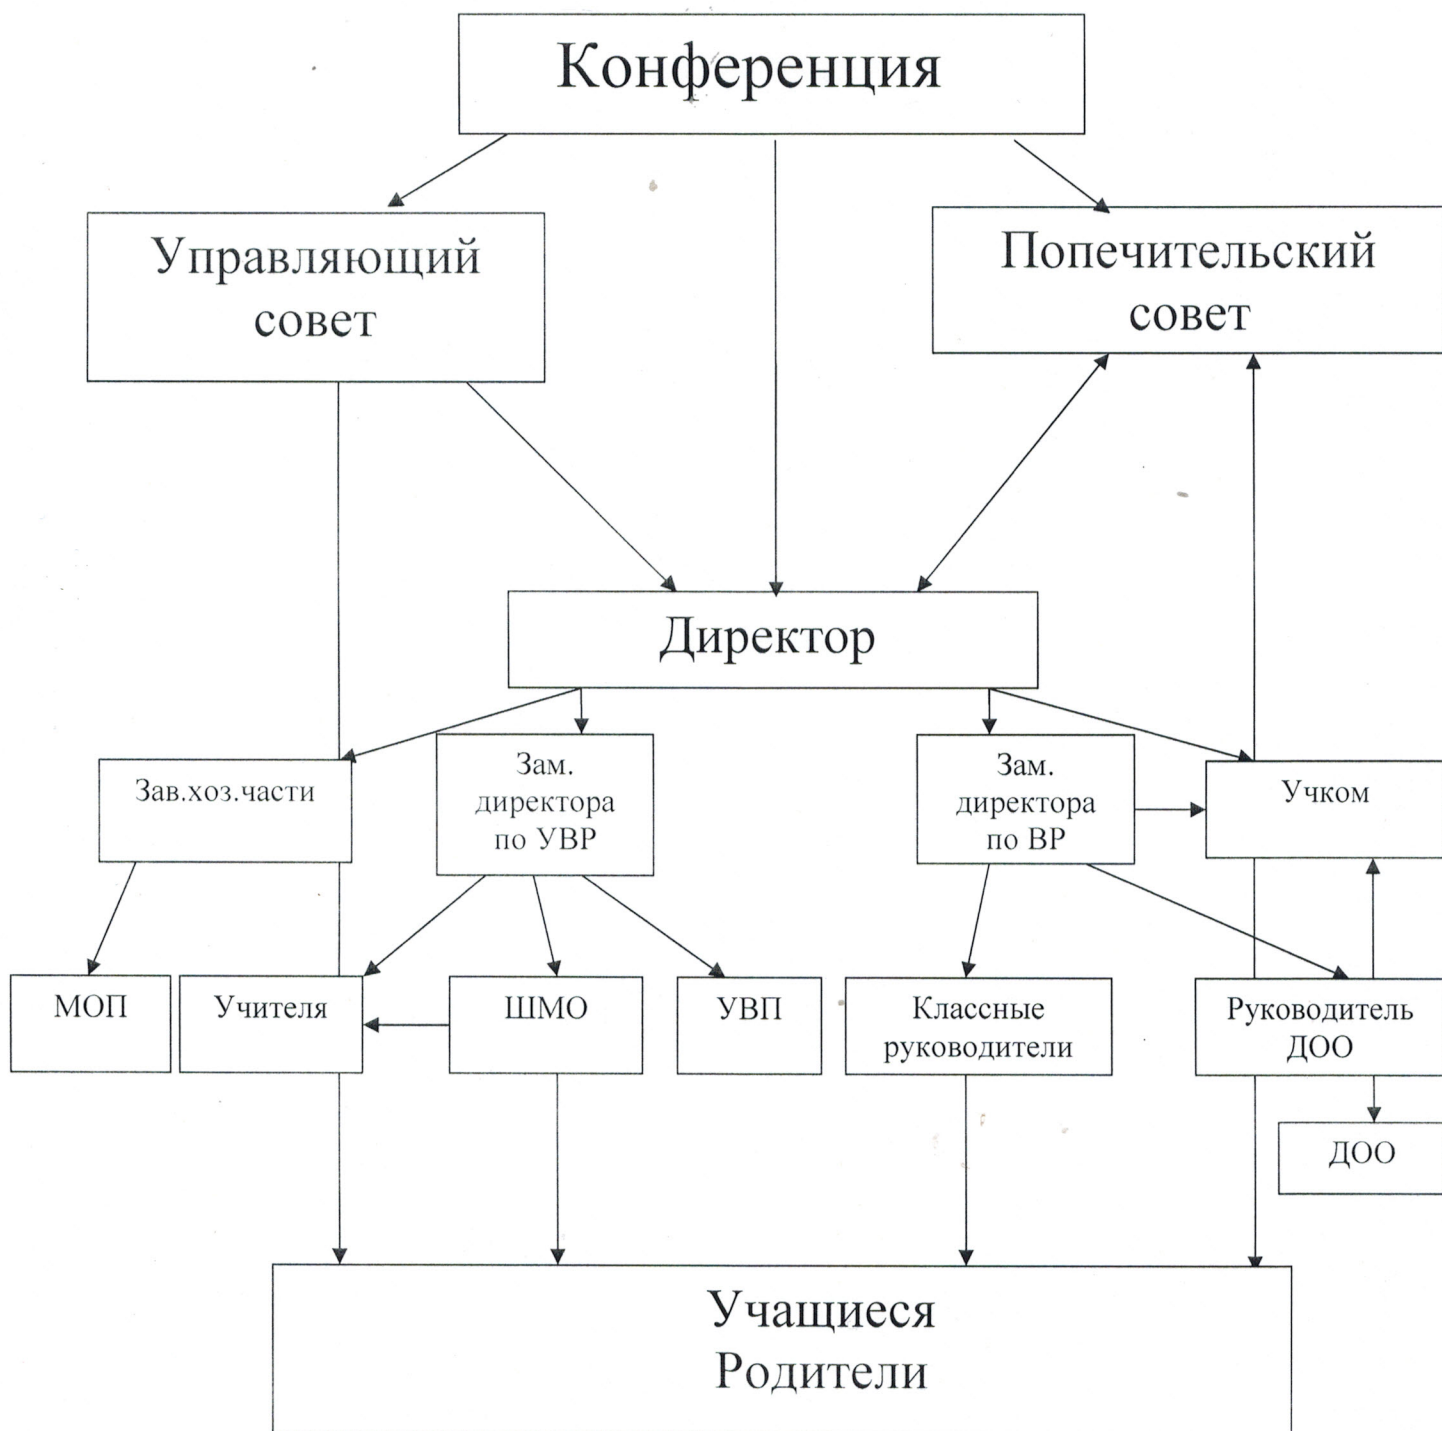 Конференция
Управляющий
совет
Попечительский
совет
Директор
Зав.хоз.части
Зам.
директора
по УВР
Зам.
директора
по ВР
Учком
МОП
Учителя
ШМО
УВП
Классные
руководители
Руководитель
ДОО
ДОО
Учащиеся
Родители